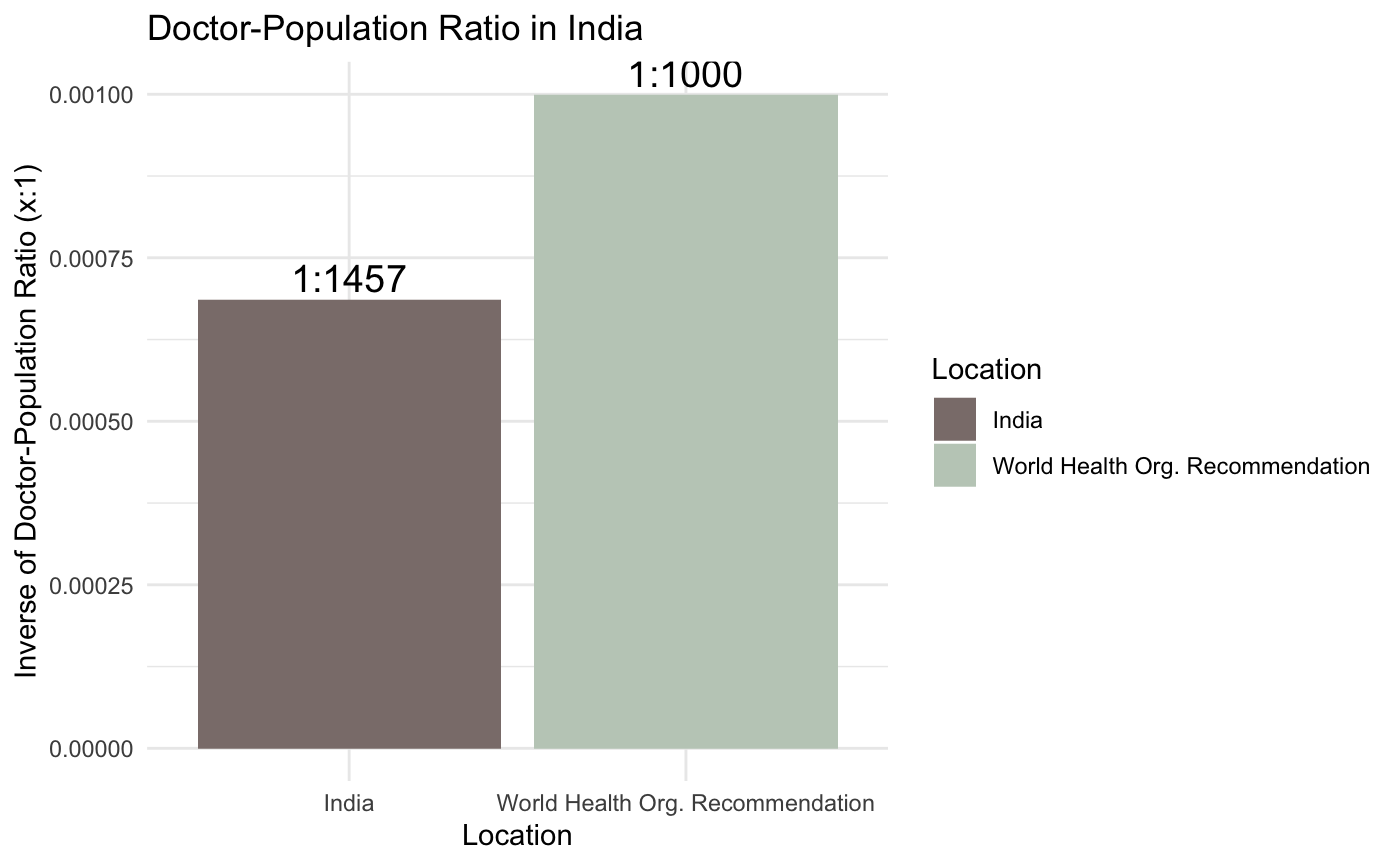 Doctor-Population Ratio in India
Inverse of Doctor-Population Ratio (x:1)
0.00100
0.00075
0.00050
0.00025
0.00000
1:1457
1:1000
India
World Health Org. Recommendation
Location
Location
India
World Health Org. Recommendation